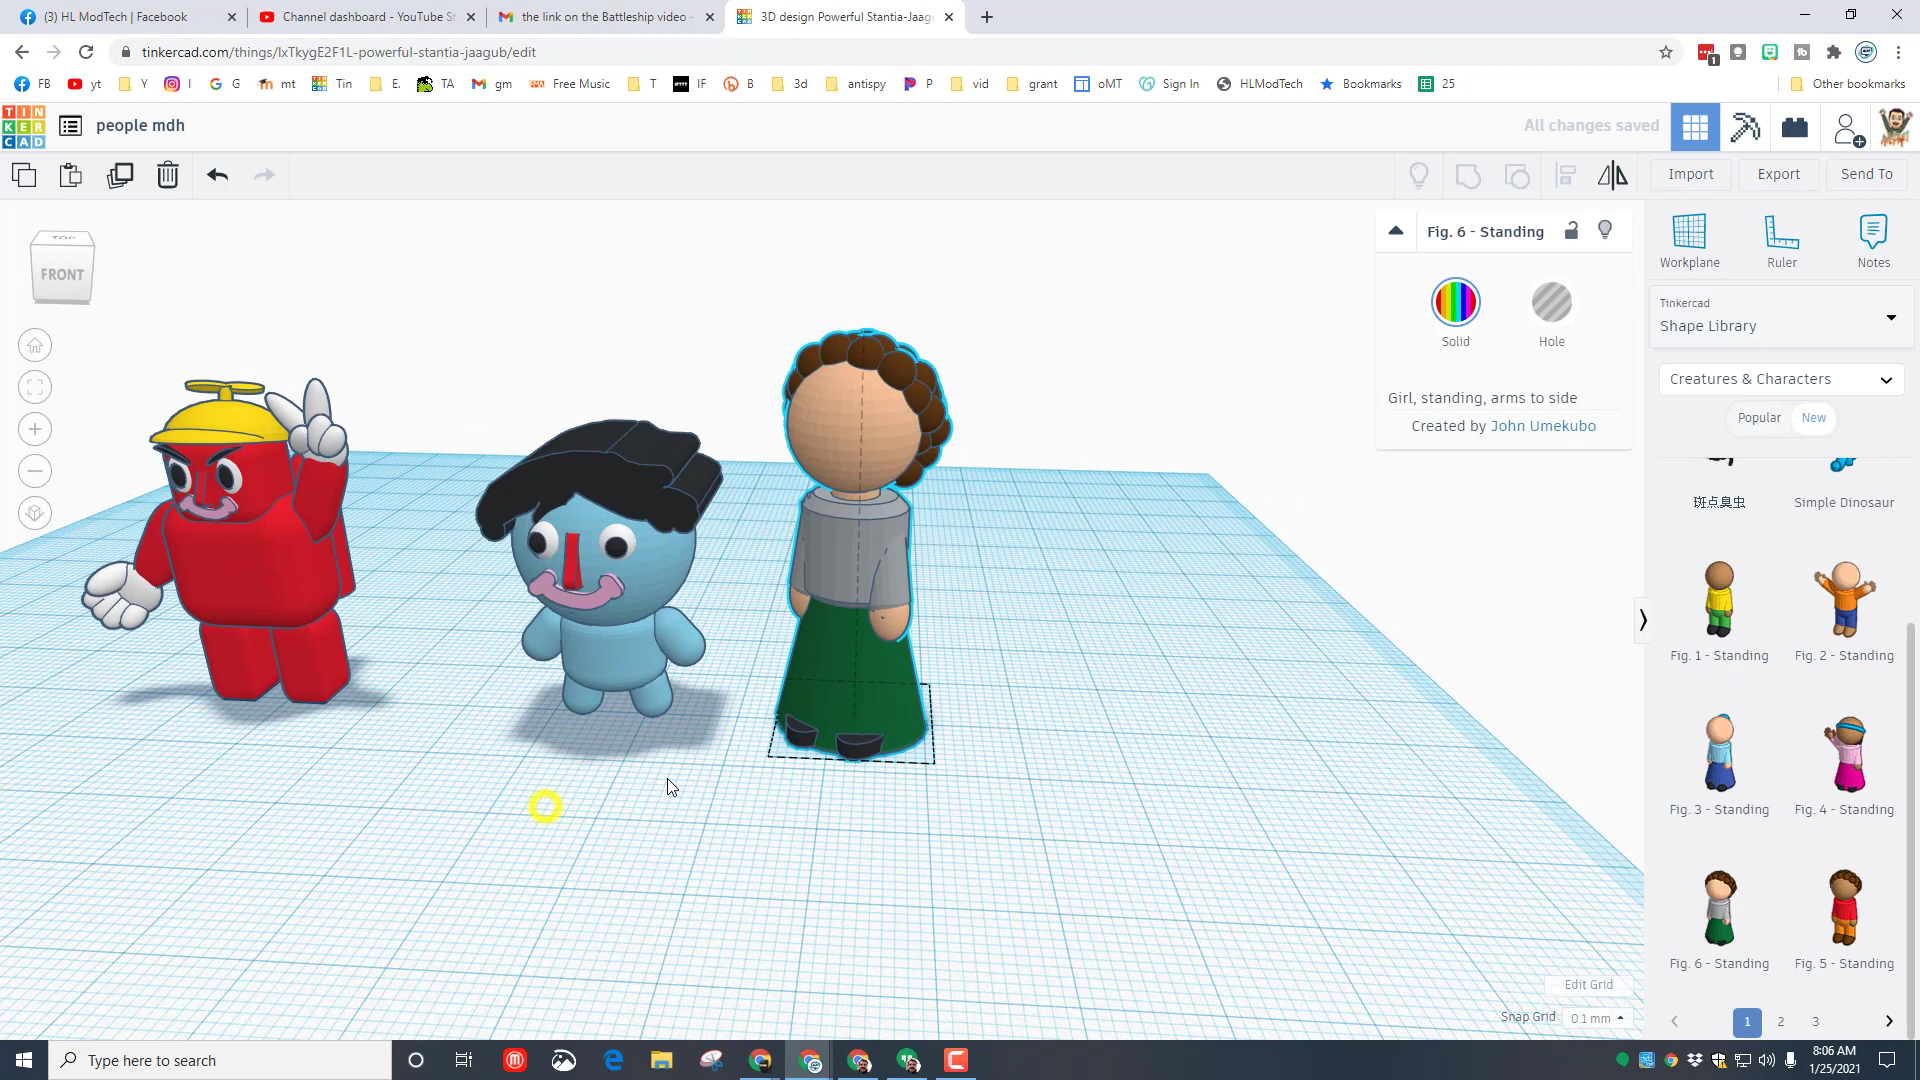 (3) HL ModTech | Facebook
Channel dashboard - YouTube St
the link on the Battleship video -
3D design Powerful Stantia-Jaagu
tinkercad.com/things/lxTkygE2F1L-powerful-stantia-jaagub/edit
1
FB yt Y I G mt Tin E. TA gm Free Music T IF B 3d antispy P vid grant oMT Sign In HLModTech Bookmarks 25 Other bookmarks
TINKERCAD
people mdh
All changes saved
Import Export Send To
TOP
FRONT
Fig. 6 - Standing
Solid Hole
Girl, standing, arms to side
Created by John Umekubo
Workplane Ruler Notes
Tinkercad
Shape Library
Creatures & Characters
Popular New
斑点臭虫 Simple Dinosaur
Fig. 1 - Standing Fig. 2 - Standing
Fig. 3 - Standing Fig. 4 - Standing
Fig. 6 - Standing Fig. 5 - Standing
Edit Grid
Snap Grid 0.1 mm
1 2 3
Type here to search
8:06 AM
1/25/2021